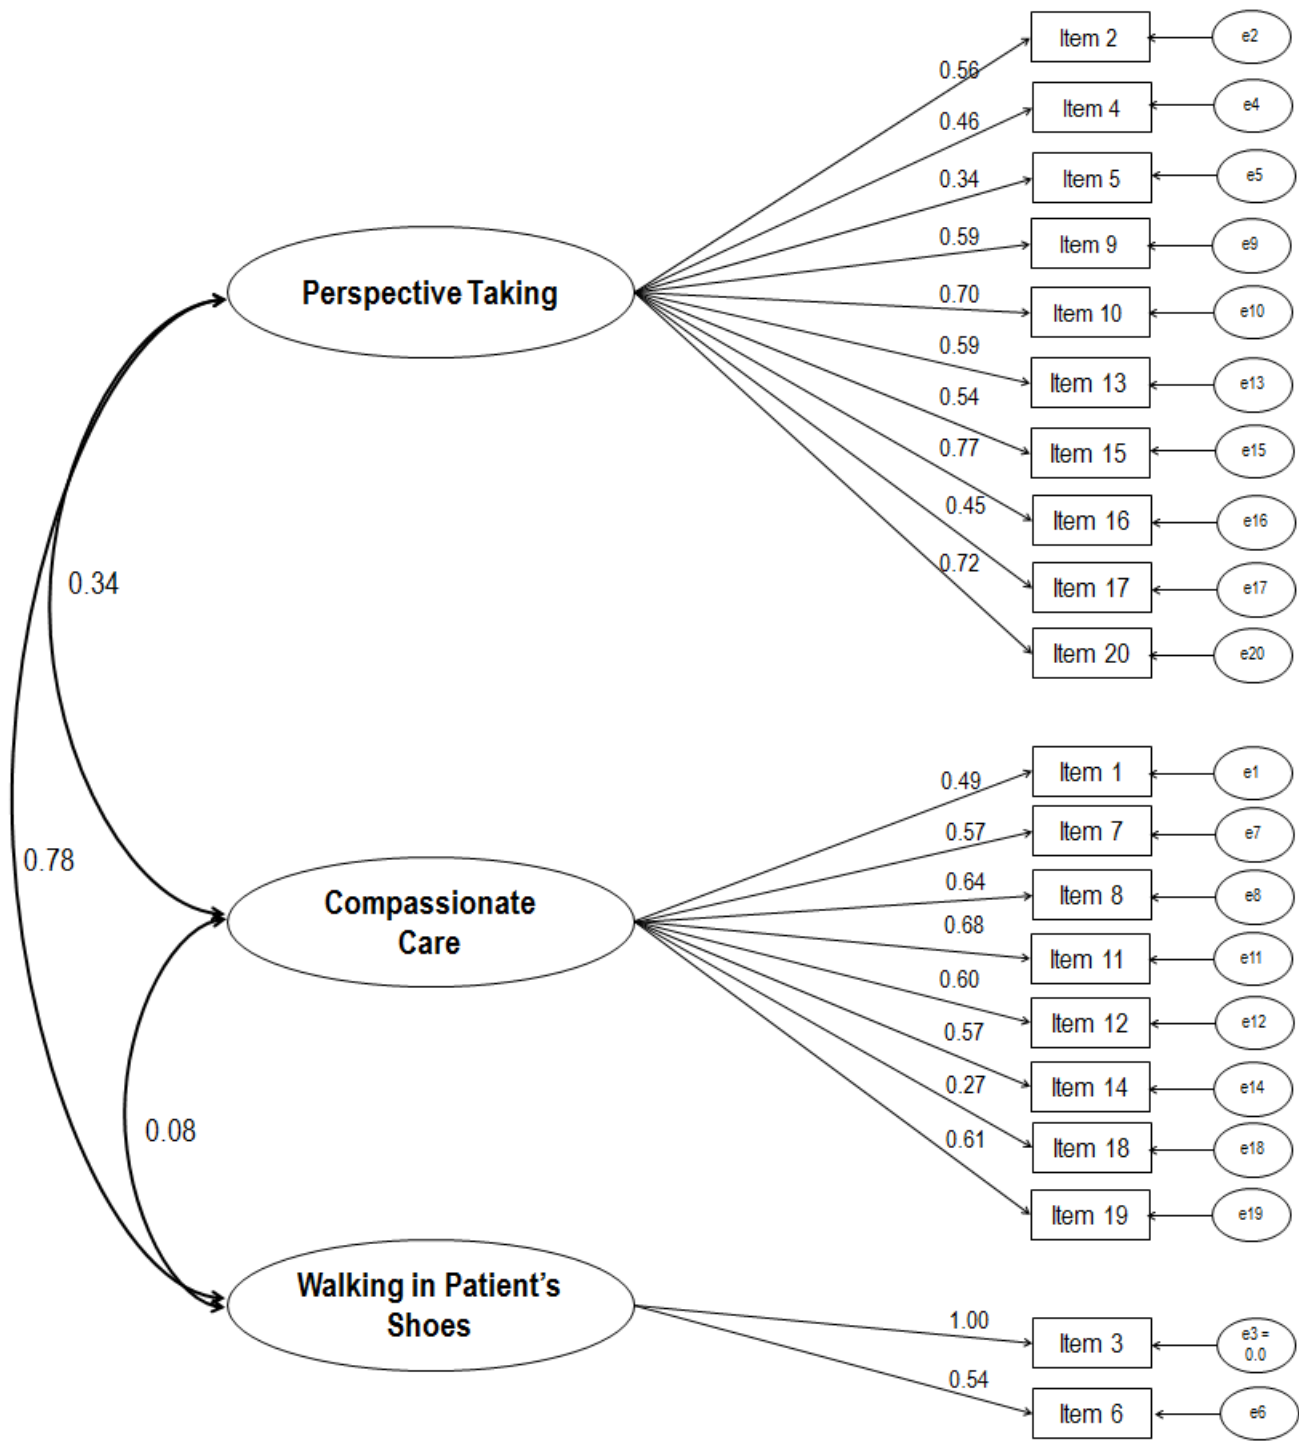 0.56
Item 2
e2
0.46
Item 4
e4
0.34
Item 5
e5
0.59
Item 9
e9
Perspective Taking
0.70
Item 10
e10
0.59
Item 13
e13
0.54
Item 15
e15
0.77
Item 16
e16
0.45
Item 17
e17
0.72
Item 20
e20
0.34
0.78
0.49
Item 1
e1
0.57
Item 7
e7
0.64
Item 8
e8
Compassionate
Care
0.68
Item 11
e11
0.60
Item 12
e12
0.57
Item 14
e14
0.27
Item 18
e18
0.61
Item 19
e19
0.08
Walking in Patient’s
Shoes
1.00
Item 3
e3 =
0.0
0.54
Item 6
e6